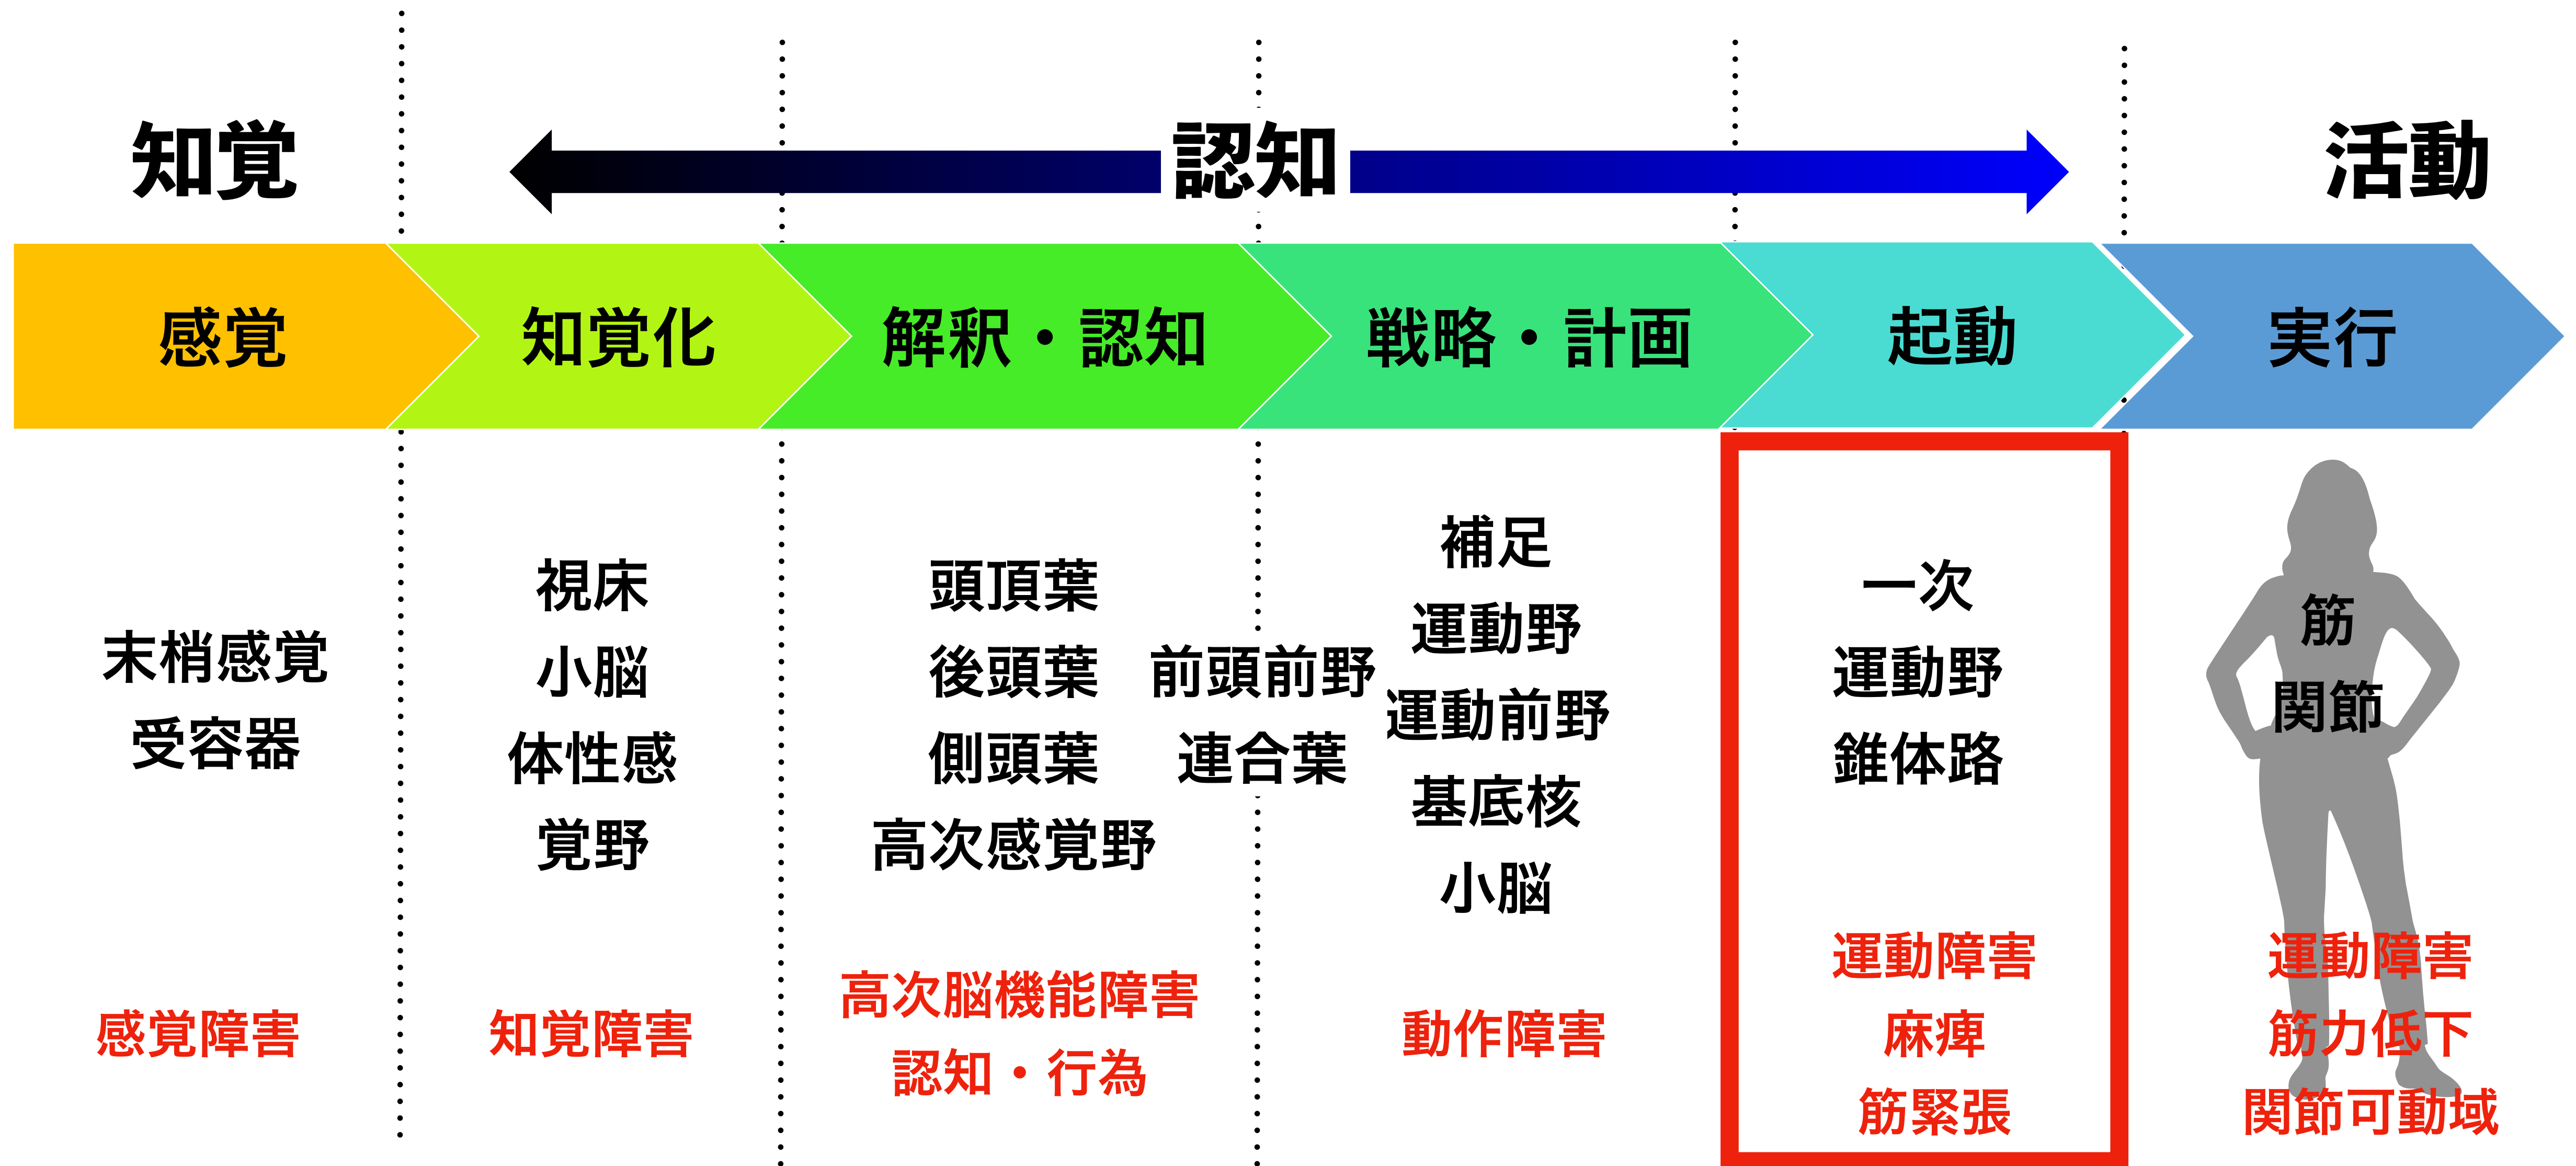 知覚
認知
活動
感覚
知覚化
解釈・認知
戦略・計画
起動
実行
末梢感覚
受容器
視床
小脳
体性感
覚野
頭頂葉
後頭葉
側頭葉
高次感覚野
前頭前野
連合葉
補足
運動野
運動前野
基底核
小脳
一次
運動野
錐体路
筋
関節
感覚障害
知覚障害
高次脳機能障害
認知・行為
動作障害
運動障害
麻痺
筋緊張
運動障害
筋力低下
関節可動域